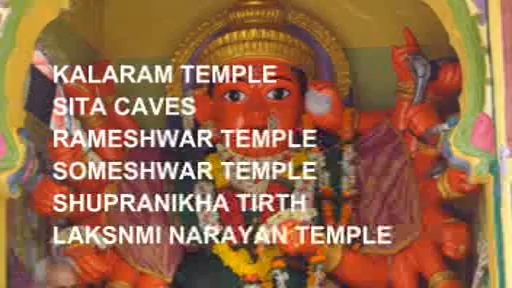 KALARAM TEMPLE
SITA CAVES
RAMESHWAR TEMPLE
SOMESHWAR TEMPLE
SHUPRANIKHA TIRTH
LAKSNMI NARAYAN TEMPLE